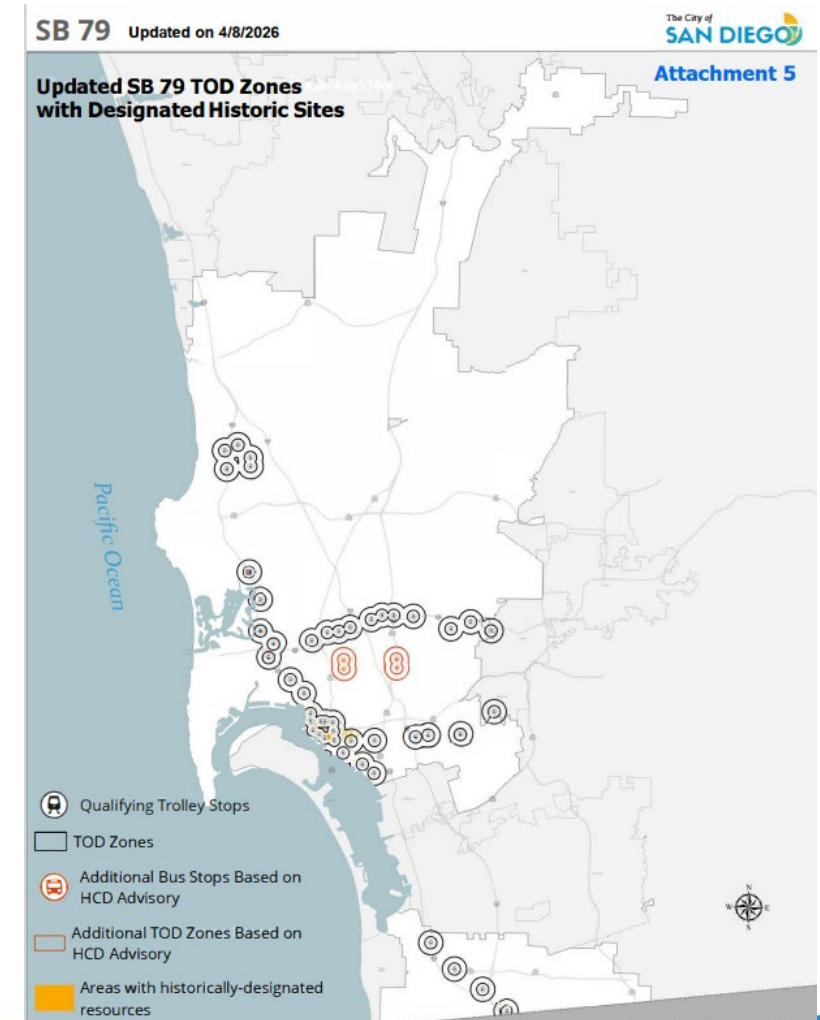 SB 79 Updated on 4/8/2026
The City of
SAN DIEGO
Attachment 5
Updated SB 79 TOD Zones
with Designated Historic Sites
Pacific Ocean
Qualifying Trolley Stops
TOD Zones
Additional Bus Stops Based on
HCD Advisory
Additional TOD Zones Based on
HCD Advisory
Areas with historically-designated
resources
N
W
E
S